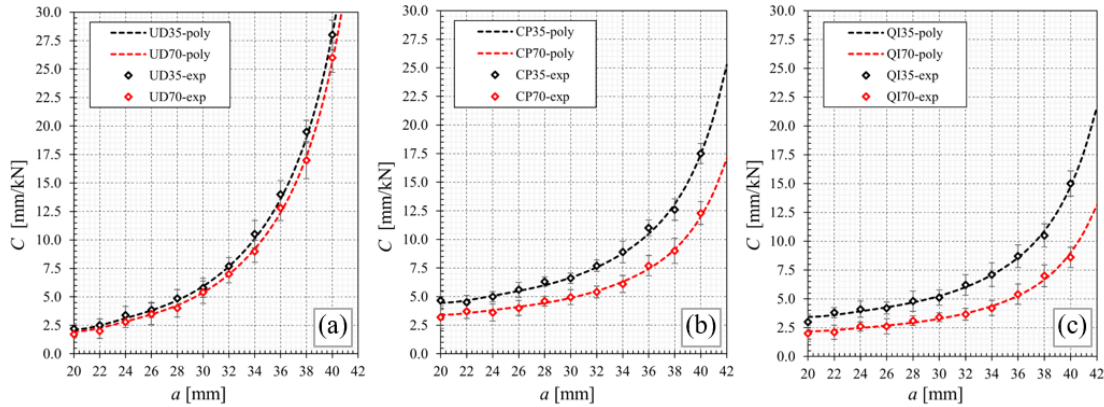 30.0
27.5
25.0
22.5
20.0
17.5
15.0
12.5
10.0
7.5
5.0
2.5
0.0
C [mm/kN]
UD35-poly
UD70-poly
UD35-exp
UD70-exp
(a)
20 22 24 26 28 30 32 34 36 38 40 42
a [mm]
30.0
27.5
25.0
22.5
20.0
17.5
15.0
12.5
10.0
7.5
5.0
2.5
0.0
C [mm/kN]
CP35-poly
CP70-poly
CP35-exp
CP70-exp
(b)
20 22 24 26 28 30 32 34 36 38 40 42
a [mm]
30.0
27.5
25.0
22.5
20.0
17.5
15.0
12.5
10.0
7.5
5.0
2.5
0.0
C [mm/kN]
QI35-poly
QI70-poly
QI35-exp
QI70-exp
(c)
20 22 24 26 28 30 32 34 36 38 40 42
a [mm]